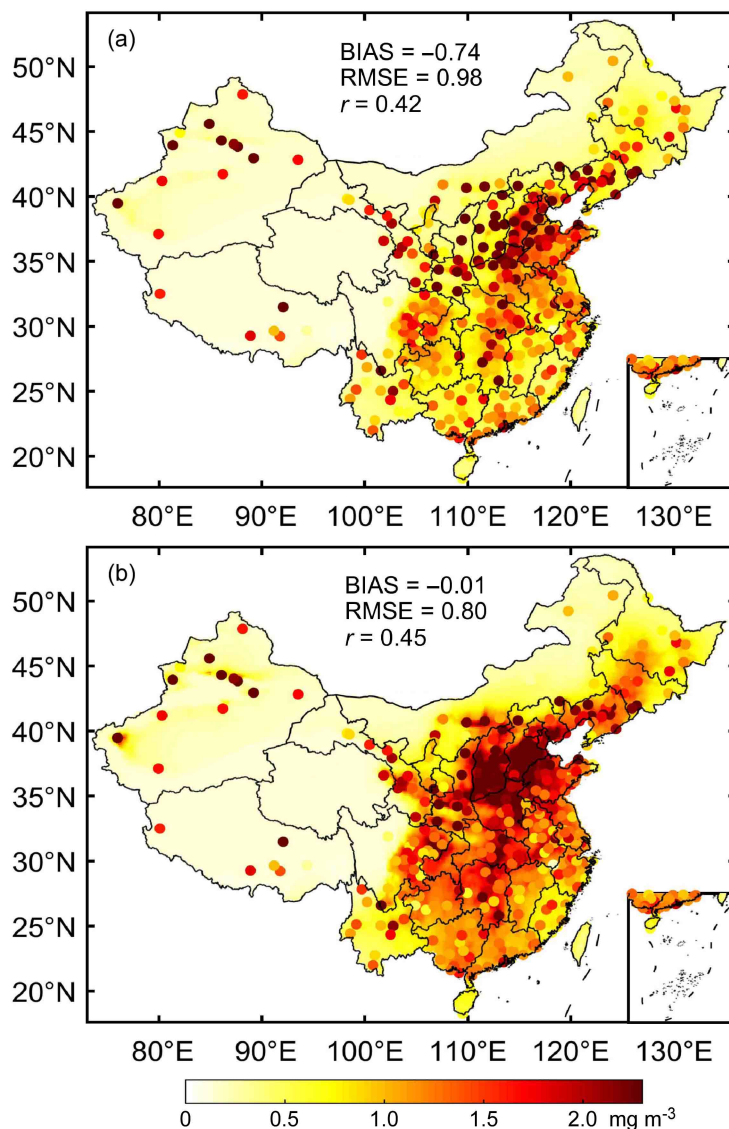 (a)
BIAS = −0.74
RMSE = 0.98
r = 0.42
50°N
45°N
40°N
35°N
30°N
25°N
20°N
80°E 90°E 100°E 110°E 120°E 130°E
(b)
BIAS = −0.01
RMSE = 0.80
r = 0.45
50°N
45°N
40°N
35°N
30°N
25°N
20°N
80°E 90°E 100°E 110°E 120°E 130°E
0 0.5 1.0 1.5 2.0 mg m⁻³